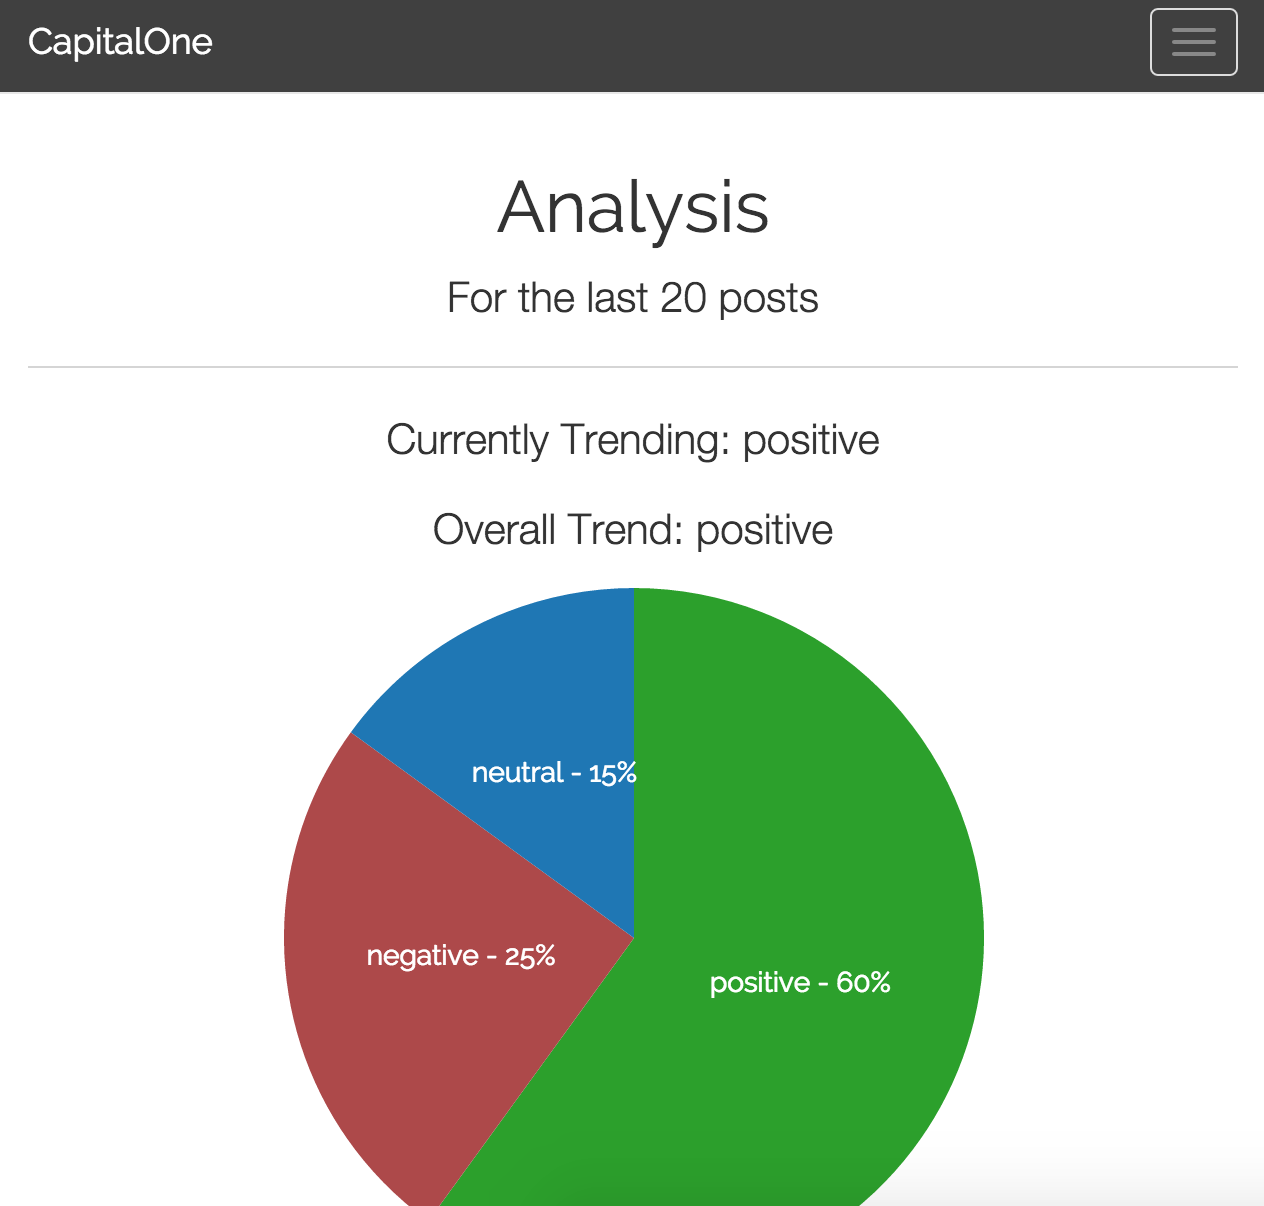 CapitalOne
Analysis
For the last 20 posts
Currently Trending: positive
Overall Trend: positive
neutral - 15%
negative - 25%
positive - 60%